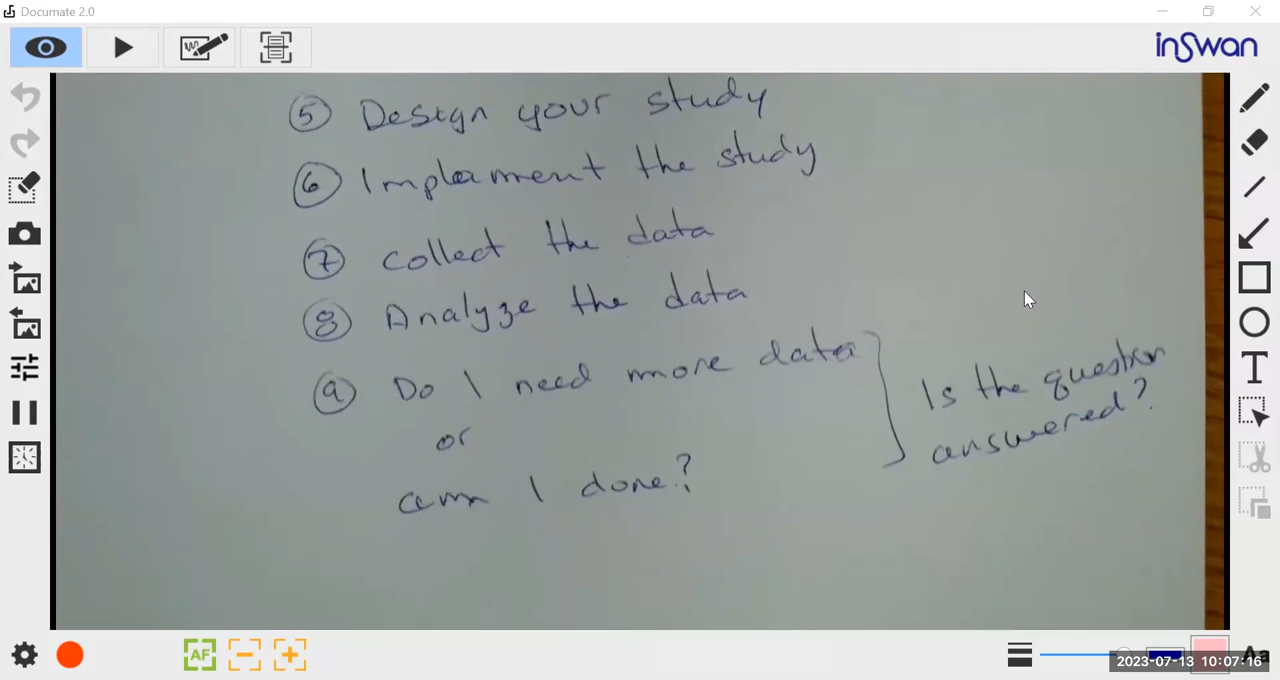 Documate 2.0
inSwan
5 Design your study
6 Implement the study
7 collect the data
8 Analyze the data
9 Do I need more data
or
am I done?
Is the question
answered?
AF
T
Aa
2023-07-13 10:07:16